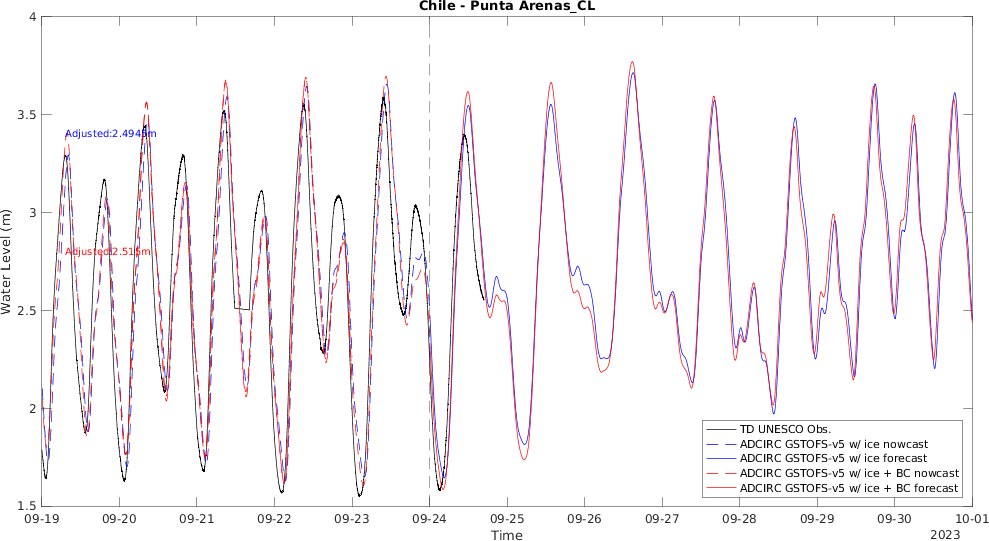 Chile - Punta Arenas_CL
4
3.5
3
2.5
2
1.5
Water Level (m)
Adjusted:2.4945m
Adjusted:2.515m
TD UNESCO Obs.
ADCIRC GSTOFS-v5 w/ ice nowcast
ADCIRC GSTOFS-v5 w/ ice forecast
ADCIRC GSTOFS-v5 w/ ice + BC nowcast
ADCIRC GSTOFS-v5 w/ ice + BC forecast
09-19 09-20 09-21 09-22 09-23 09-24 09-25 09-26 09-27 09-28 09-29 09-30 10-01
Time
2023